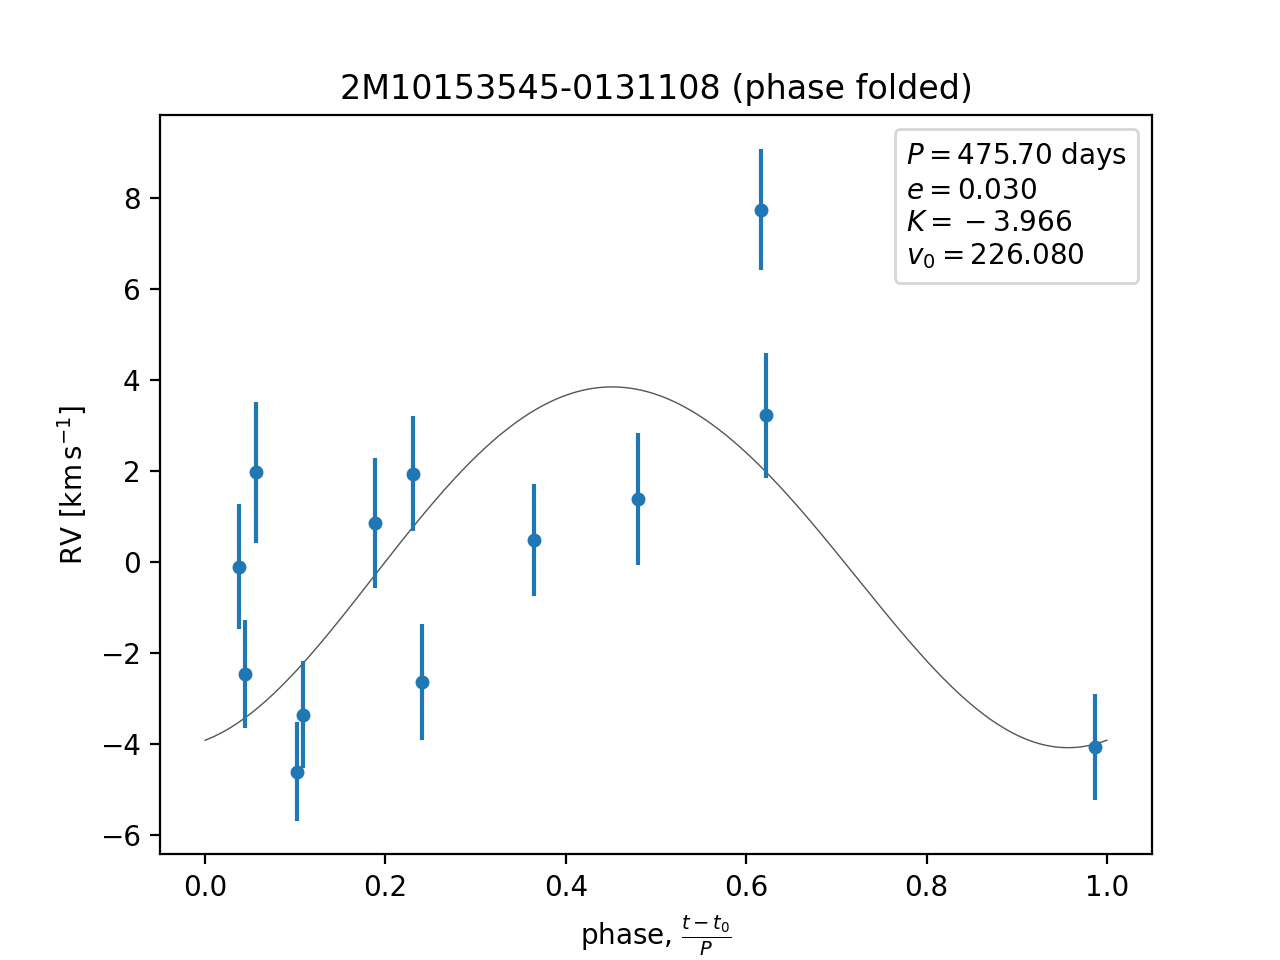 2M10153545-0131108 (phase folded)
P = 475.70 days
e = 0.030
K = −3.966
v₀ = 226.080
RV [km s⁻¹]
8
6
4
2
0
−2
−4
−6
0.0 0.2 0.4 0.6 0.8 1.0
phase, (t − t₀)/P